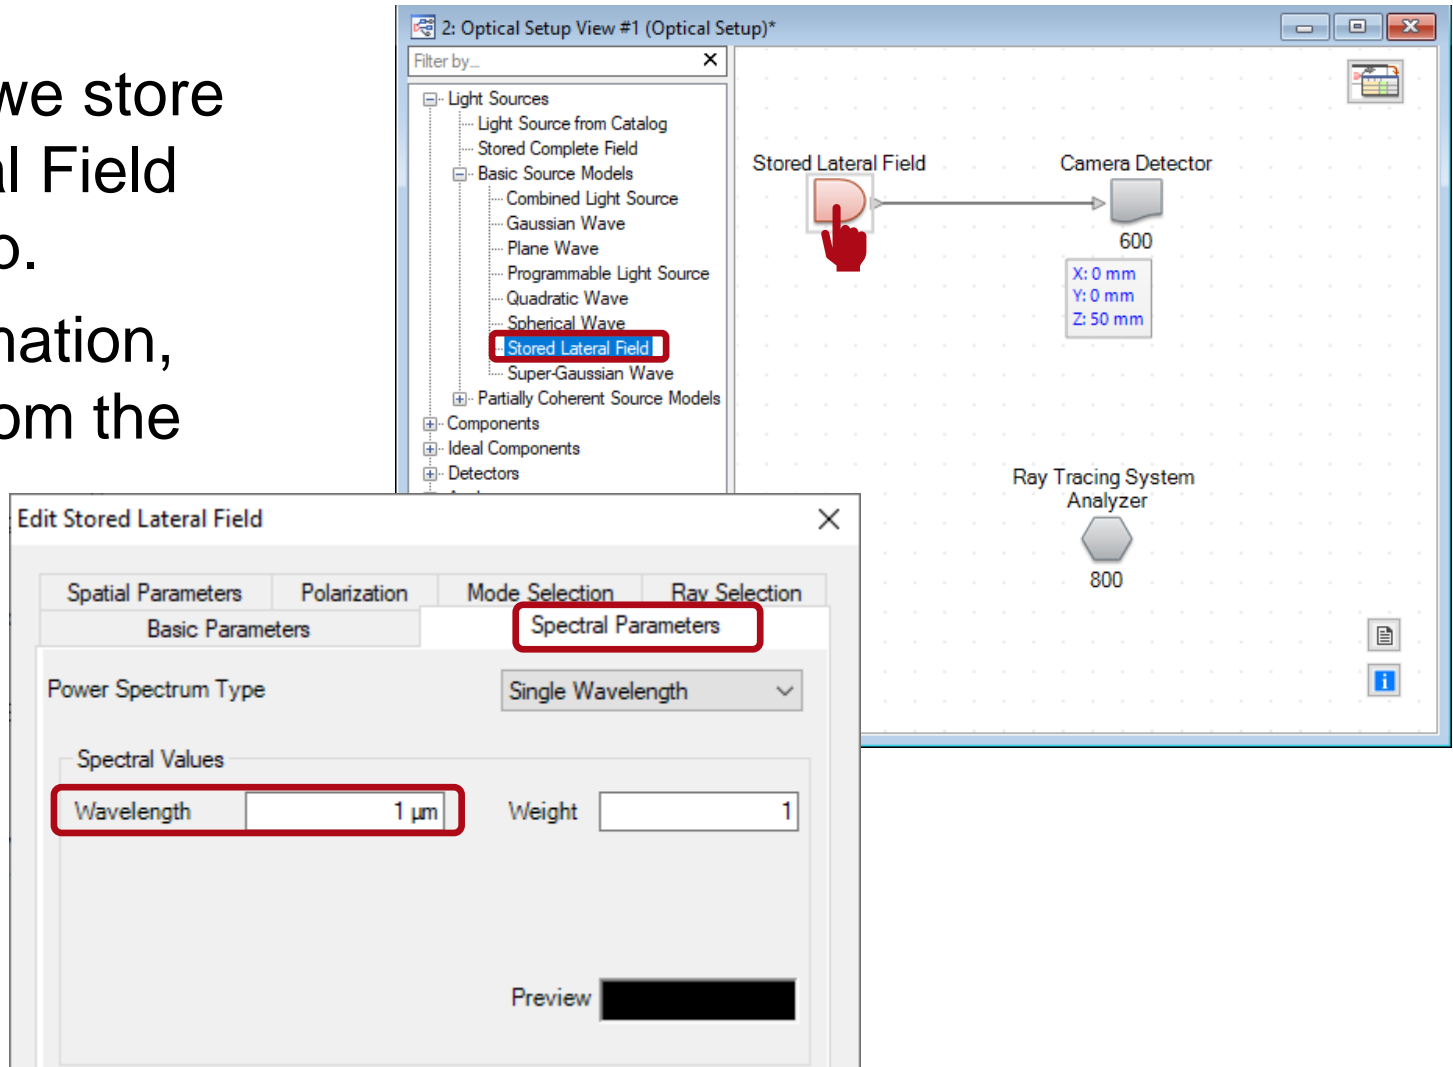 we store
al Field
o.
nation,
om the
2: Optical Setup View #1 (Optical Setup)*
Filter by...
Light Sources
Light Source from Catalog
Stored Complete Field
Basic Source Models
Combined Light Source
Gaussian Wave
Plane Wave
Programmable Light Source
Quadratic Wave
Spherical Wave
Stored Lateral Field
Super-Gaussian Wave
Partially Coherent Source Models
Components
Ideal Components
Detectors
Stored Lateral Field
Camera Detector
600
X: 0 mm
Y: 0 mm
Z: 50 mm
Ray Tracing System
Analyzer
800
Edit Stored Lateral Field
Spatial Parameters
Polarization
Mode Selection
Ray Selection
Basic Parameters
Spectral Parameters
Power Spectrum Type
Single Wavelength
Spectral Values
Wavelength
1 µm
Weight
1
Preview